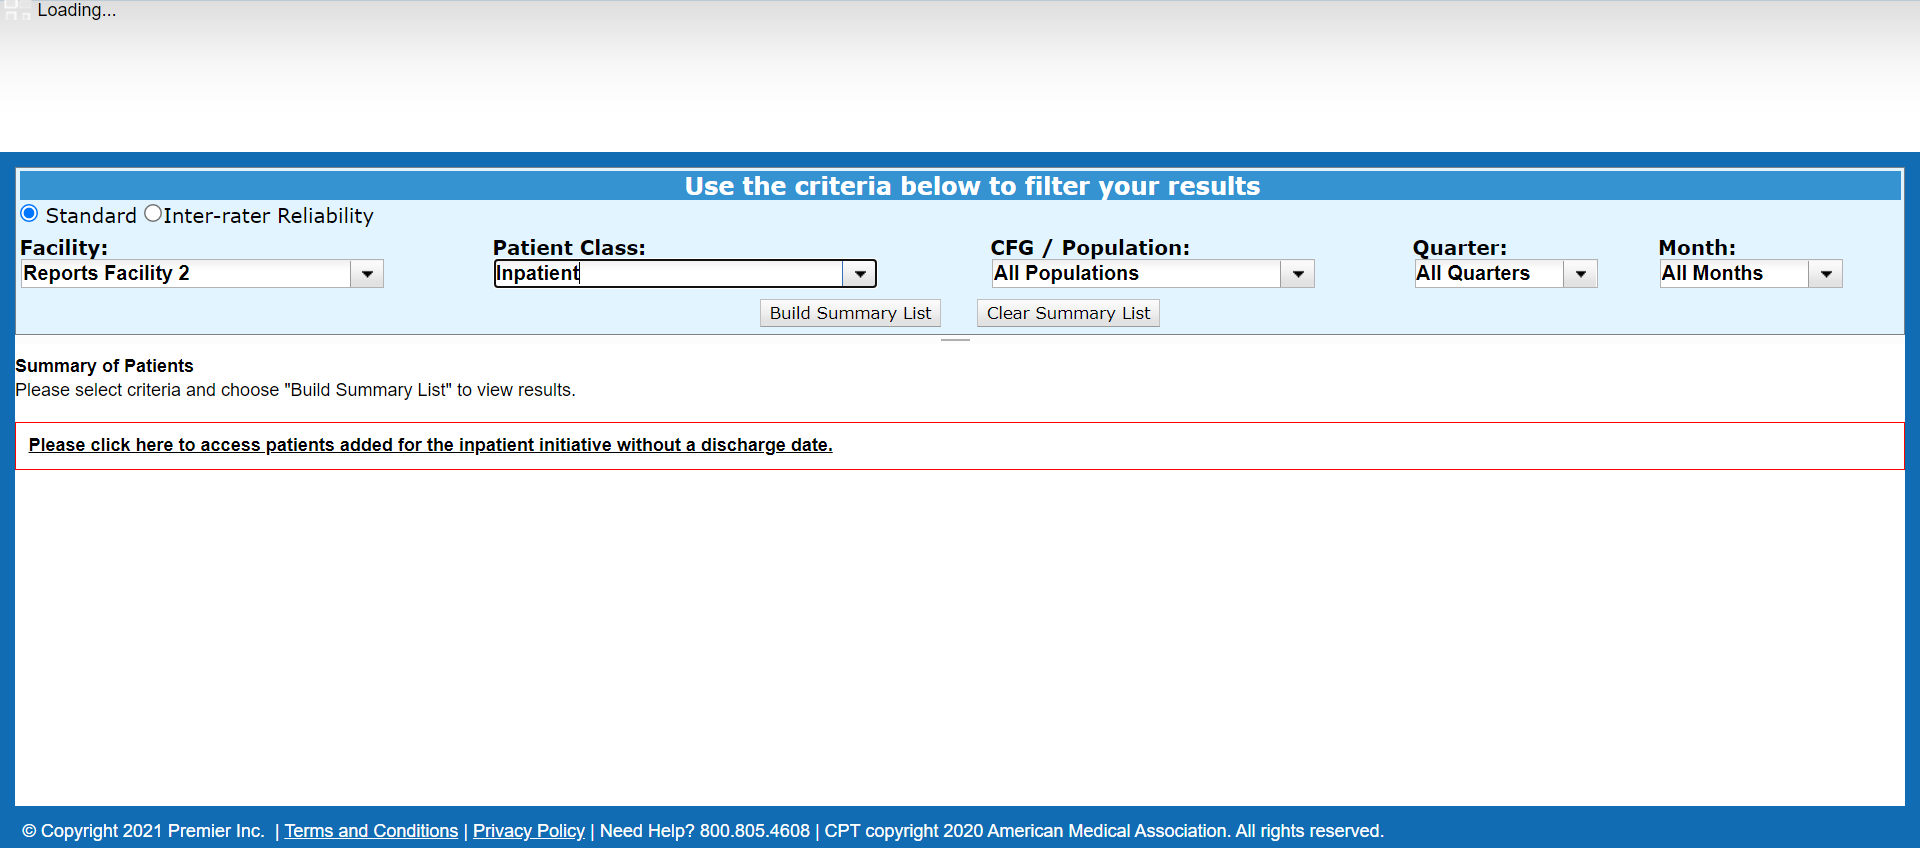 Loading...
Use the criteria below to filter your results
Standard Inter-rater Reliability
Facility: Patient Class: CFG / Population: Quarter: Month:
Reports Facility 2 Inpatient All Populations All Quarters All Months
Build Summary List Clear Summary List
Summary of Patients
Please select criteria and choose "Build Summary List" to view results.
Please click here to access patients added for the inpatient initiative without a discharge date.
© Copyright 2021 Premier Inc. | Terms and Conditions | Privacy Policy | Need Help? 800.805.4608 | CPT copyright 2020 American Medical Association. All rights reserved.